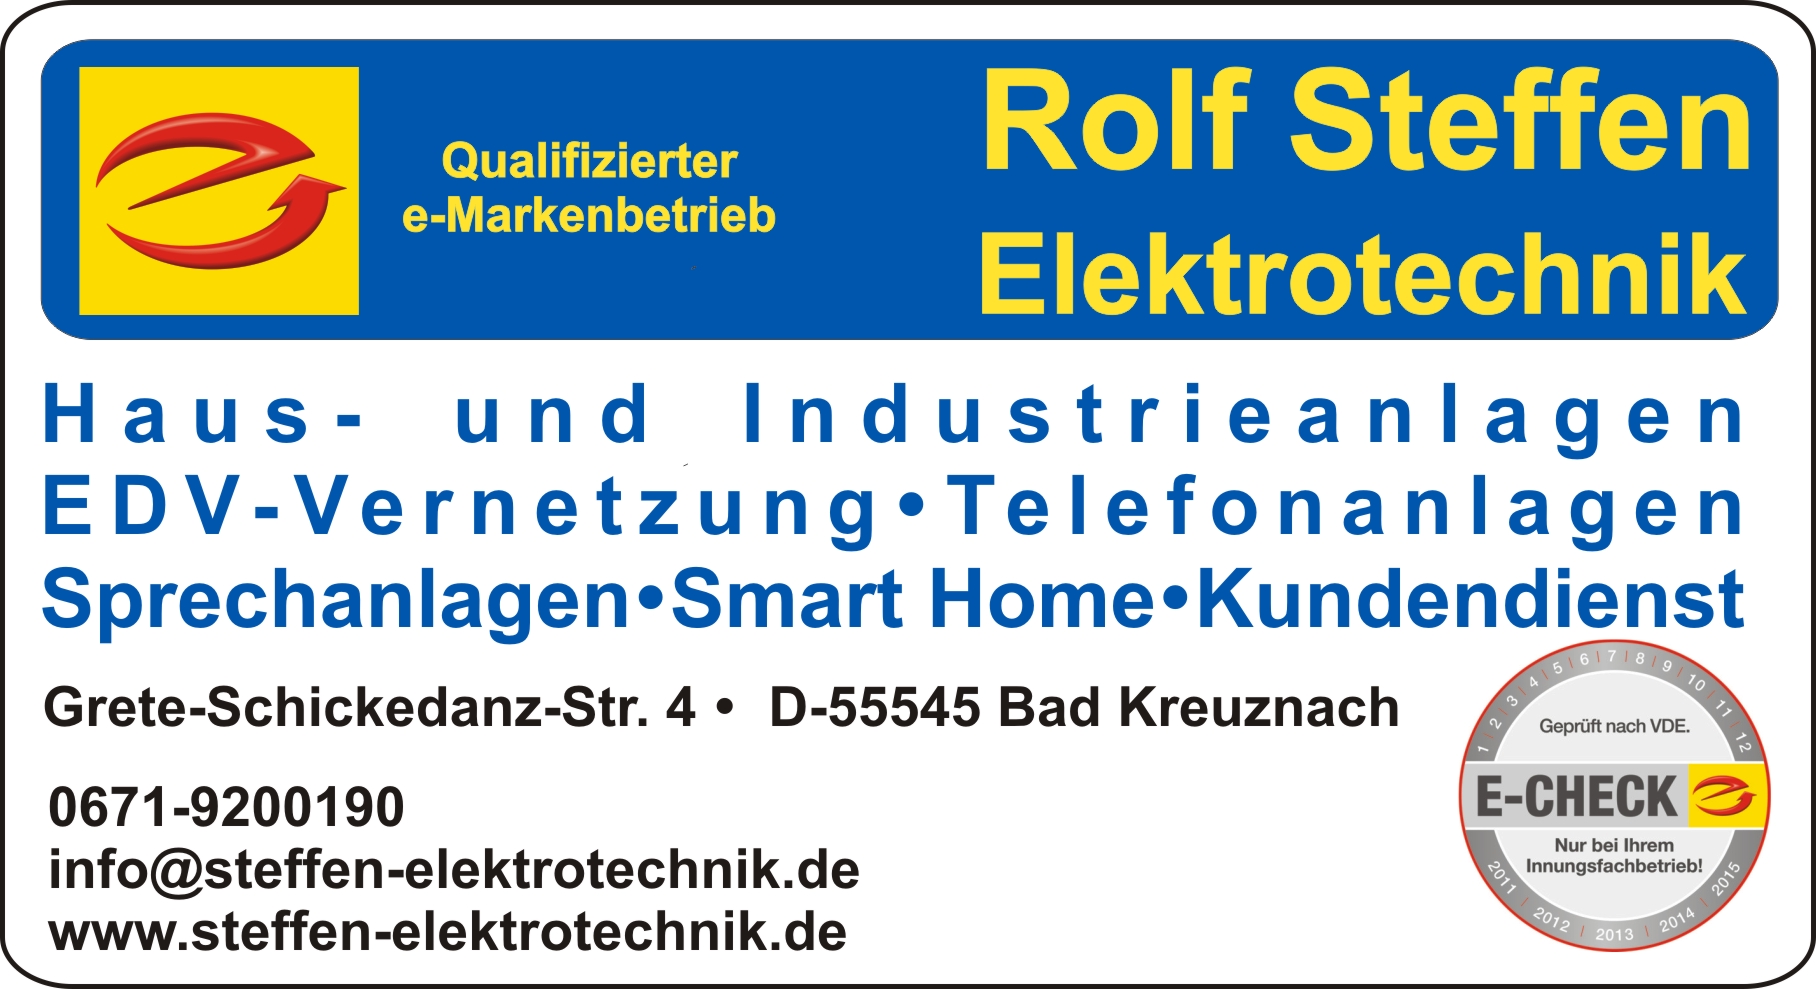 Rolf Steffen
Qualifizierter
e-Markenbetrieb
Elektrotechnik
Haus- und Industrieanlagen
EDV-Vernetzung•Telefonanlagen
Sprechanlagen•Smart Home•Kundendienst
Grete-Schickedanz-Str. 4 • D-55545 Bad Kreuznach
0671-9200190
info@steffen-elektrotechnik.de
www.steffen-elektrotechnik.de
1 | 2 | 3 | 4 | 5 | 6 | 7 | 8 | 9 | 10 | 11 | 12
Geprüft nach VDE.
E-CHECK
Nur bei Ihrem
Innungsfachbetrieb!
2011 | 2012 | 2013 | 2014 | 2015